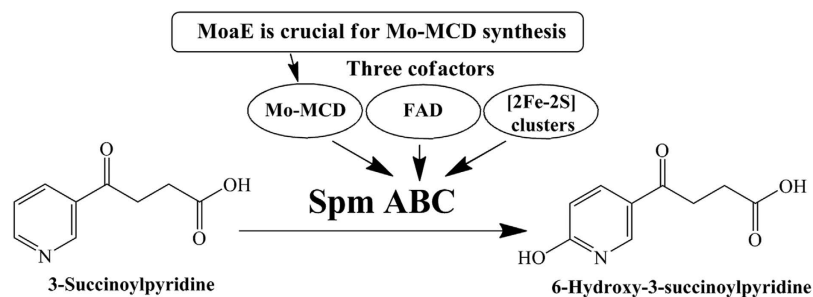 MoaE is crucial for Mo-MCD synthesis
Three cofactors
Mo-MCD
FAD
[2Fe-2S]
clusters
Spm ABC
O
OH
O
N
3-Succinoylpyridine
O
OH
O
HO
N
6-Hydroxy-3-succinoylpyridine